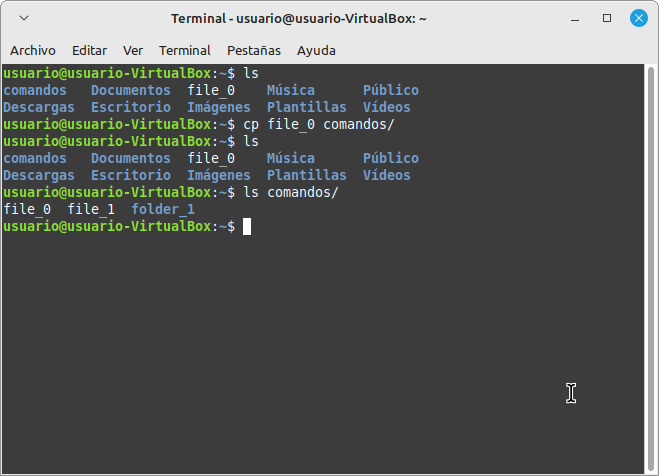 Terminal - usuario@usuario-VirtualBox: ~
Archivo Editar Ver Terminal Pestañas Ayuda
usuario@usuario-VirtualBox:~$ ls
comandos Documentos file_0 Música Público
Descargas Escritorio Imágenes Plantillas Vídeos
usuario@usuario-VirtualBox:~$ cp file_0 comandos/
usuario@usuario-VirtualBox:~$ ls
comandos Documentos file_0 Música Público
Descargas Escritorio Imágenes Plantillas Vídeos
usuario@usuario-VirtualBox:~$ ls comandos/
file_0 file_1 folder_1
usuario@usuario-VirtualBox:~$